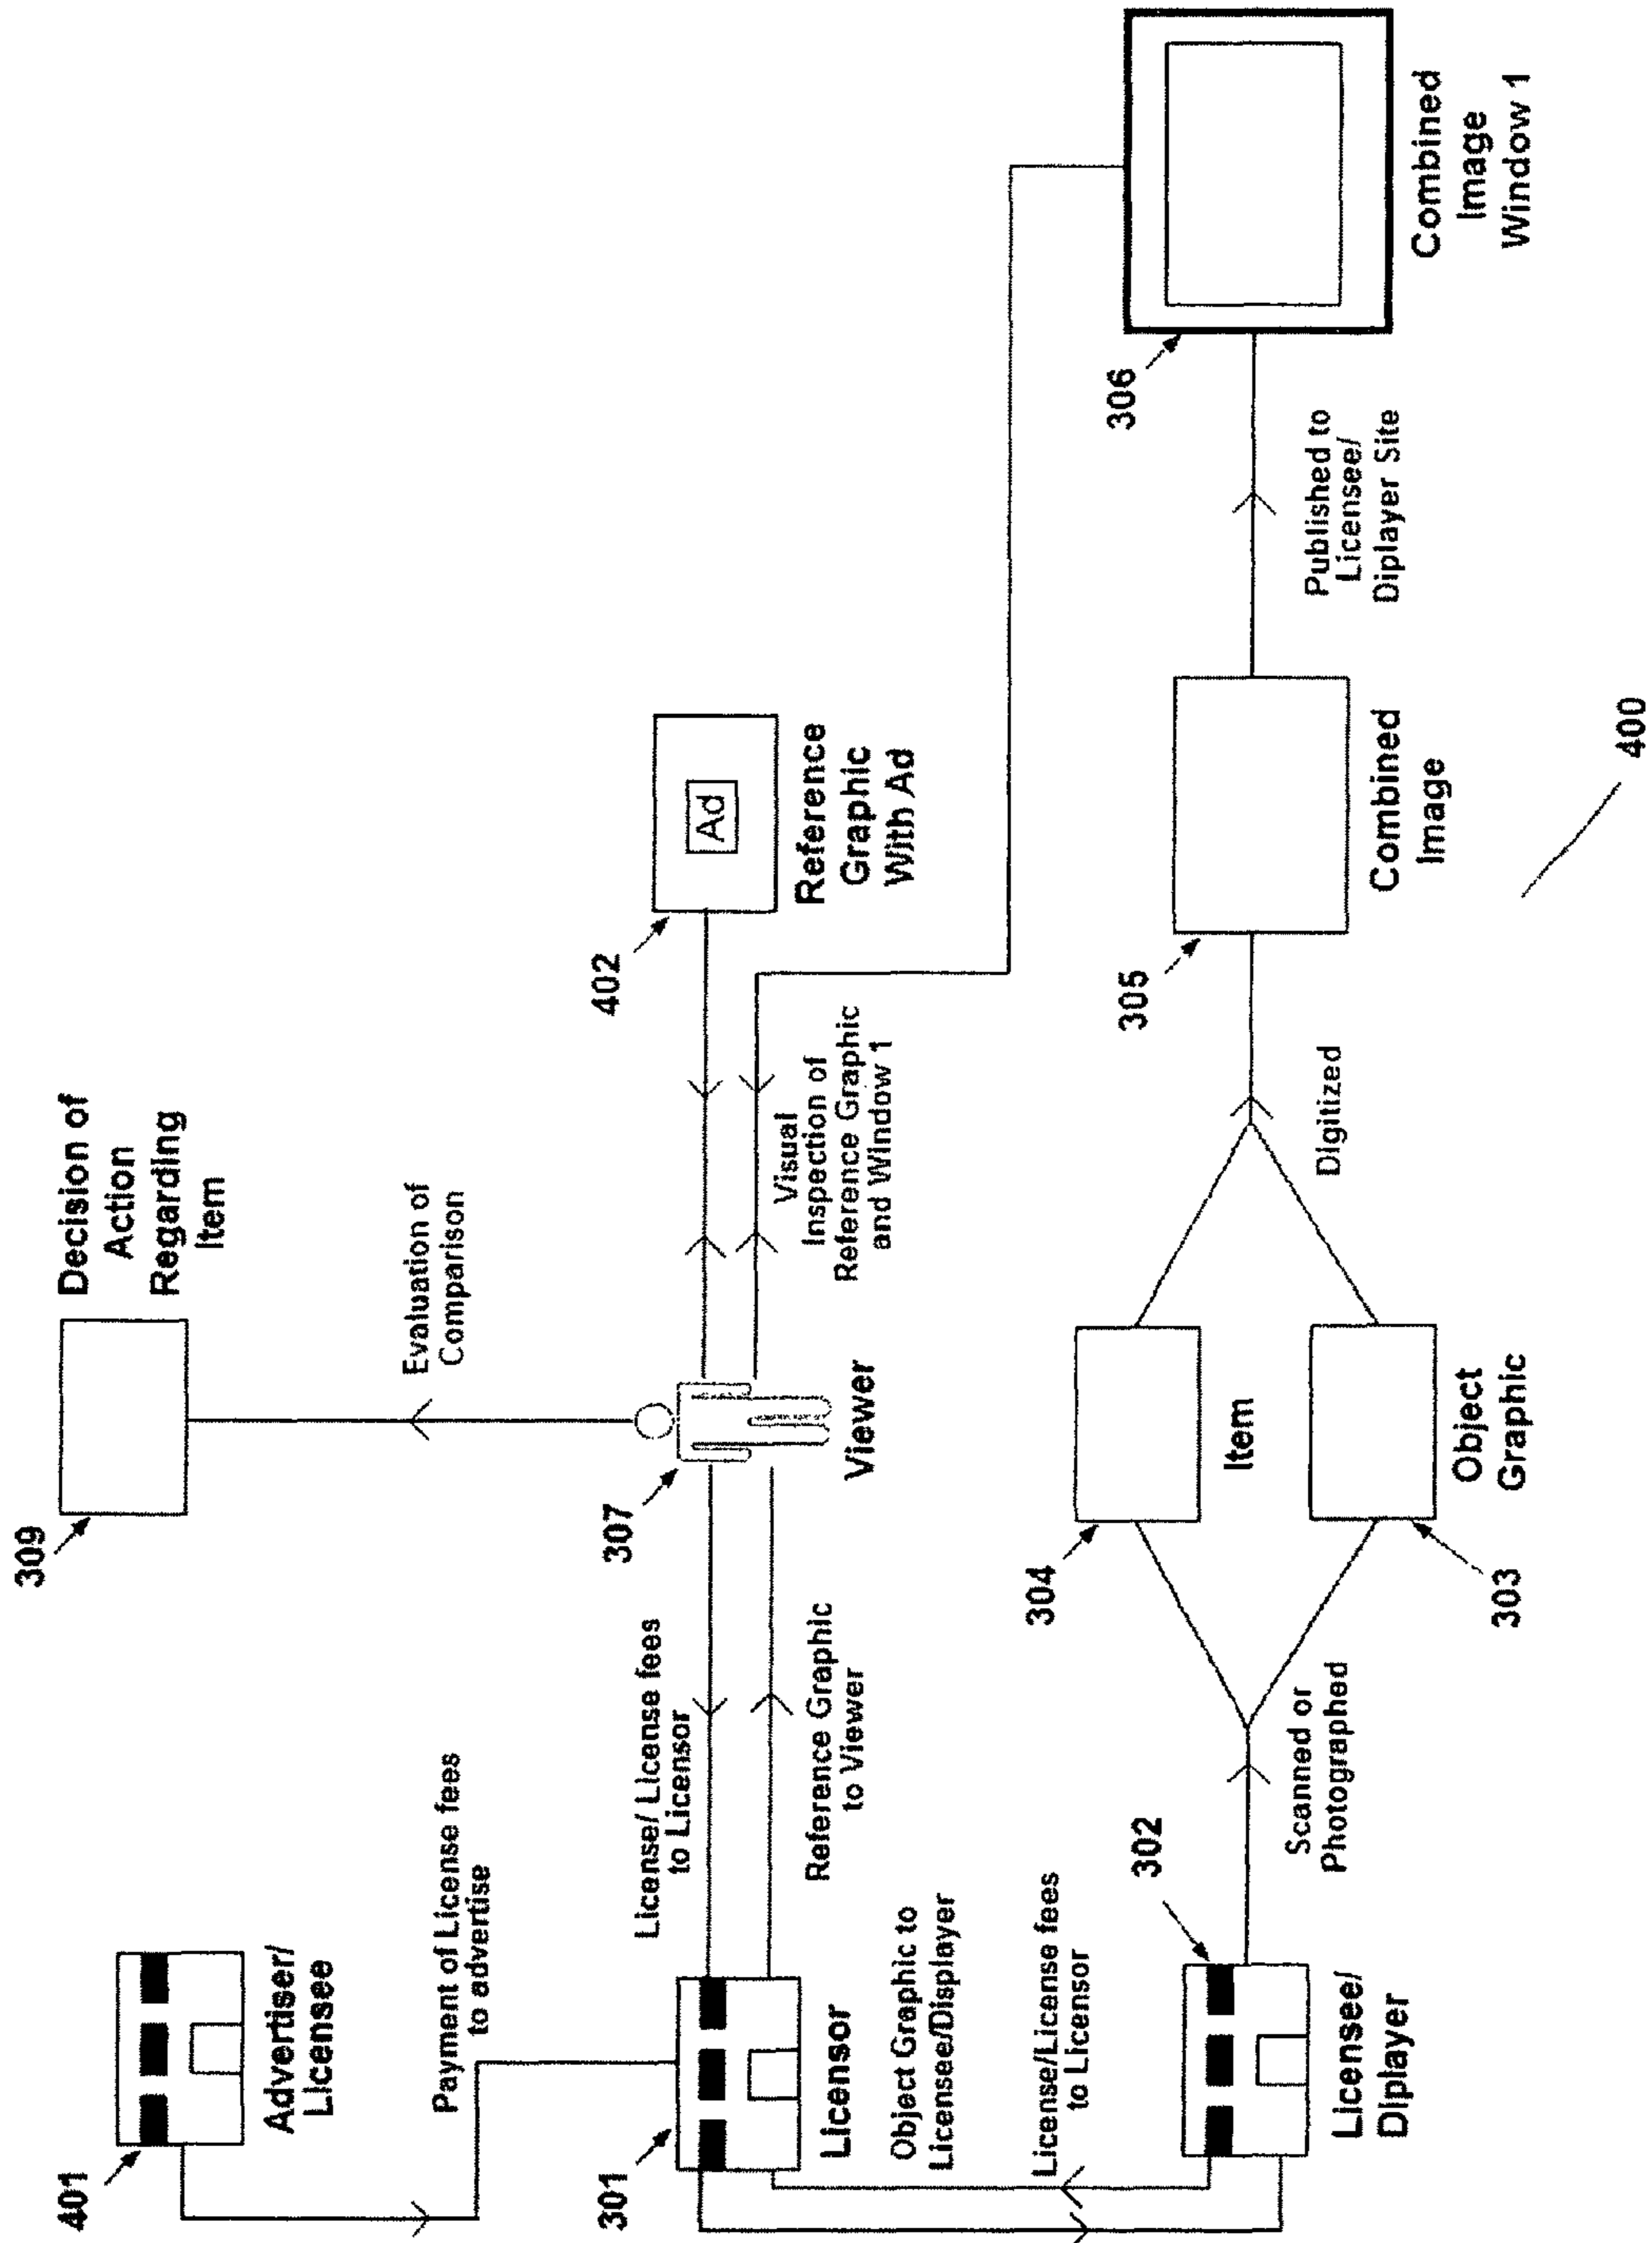 309
Decision of
Action
Regarding
Item
Evaluation of
Comparison
401
Advertiser/
Licensee
Payment of License fees
to advertise
License/ License fees
to Licensor
307
Viewer
402
Ad
Reference
Graphic
With Ad
Visual
Inspection of
Reference Graphic
and Window 1
Reference Graphic
to Viewer
301
Licensor
Object Graphic to
Licensee/Displayer
License/License fees
to Licensor
302
Licensee/
Diplayer
Scanned or
Photographed
304
Item
303
Object
Graphic
Digitized
305
Combined
Image
Published to
Licensee/
Diplayer Site
306
Combined
Image
Window 1
400